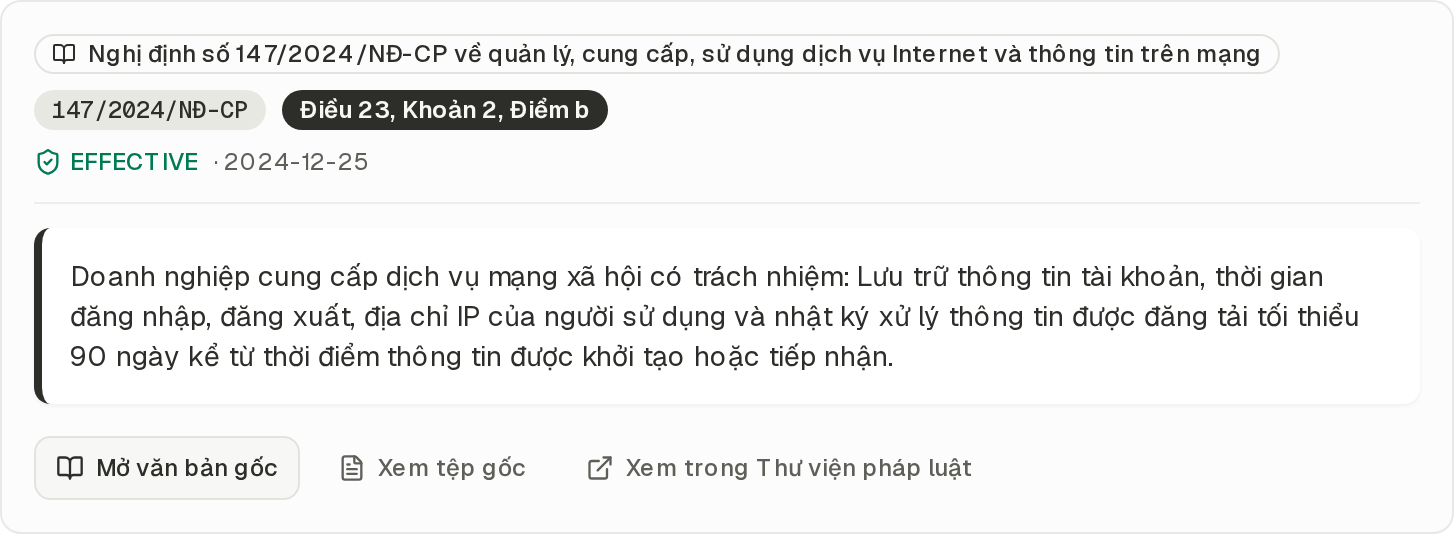 Nghị định số 147/2024/NĐ-CP về quản lý, cung cấp, sử dụng dịch vụ Internet và thông tin trên mạng
147/2024/NĐ-CP Điều 23, Khoản 2, Điểm b
EFFECTIVE · 2024-12-25
Doanh nghiệp cung cấp dịch vụ mạng xã hội có trách nhiệm: Lưu trữ thông tin tài khoản, thời gian
đăng nhập, đăng xuất, địa chỉ IP của người sử dụng và nhật ký xử lý thông tin được đăng tải tối thiểu
90 ngày kể từ thời điểm thông tin được khởi tạo hoặc tiếp nhận.
Mở văn bản gốc Xem tệp gốc Xem trong Thư viện pháp luật